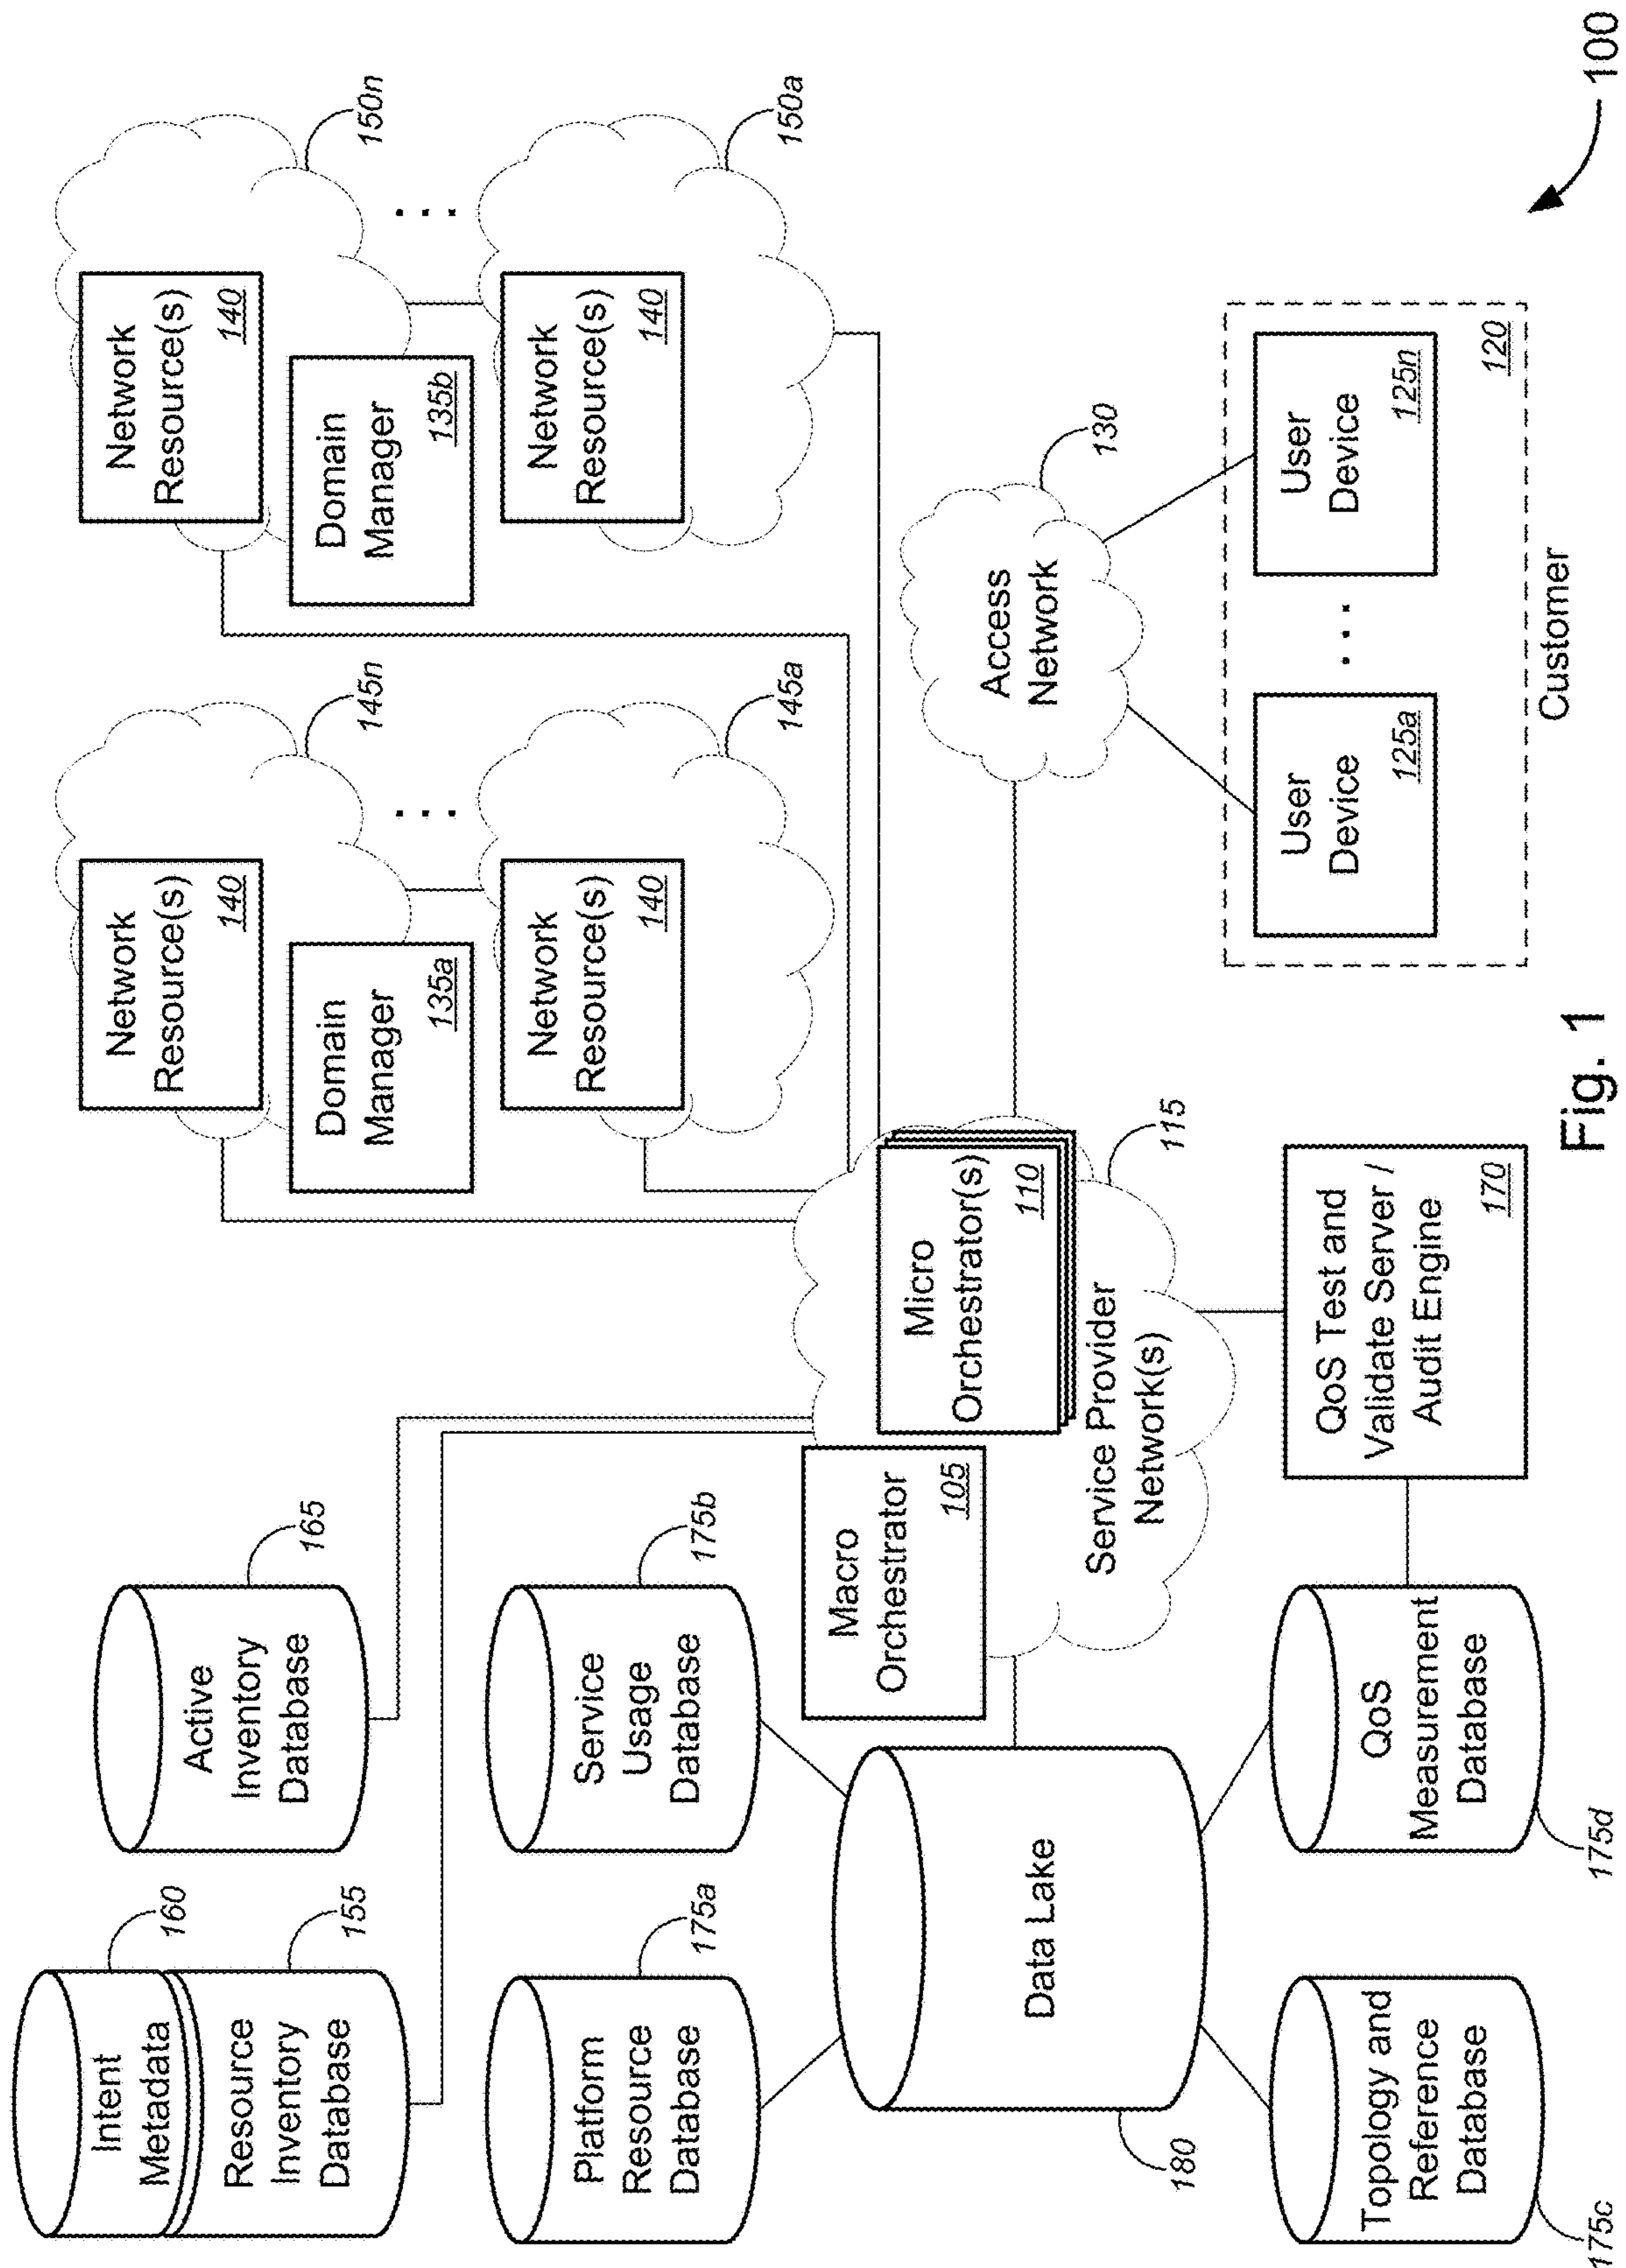 Intent
Metadata
160
Resource
Inventory
Database
155
Active
Inventory
Database
165
Platform
Resource
Database
175a
Service
Usage
Database
175b
Data Lake
180
Topology and
Reference
Database
175c
QoS
Measurement
Database
175d
Macro
Orchestrator
105
Micro
Orchestrator(s)
110
Service Provider
Network(s)
115
QoS Test and
Validate Server /
Audit Engine
170
Network
Resource(s)
140
145n
Domain
Manager
135a
. . .
Network
Resource(s)
140
145a
Network
Resource(s)
140
150n
Domain
Manager
135b
. . .
Network
Resource(s)
140
150a
Access
Network
130
User
Device
125a
. . .
User
Device
125n
120
Customer
100
Fig. 1